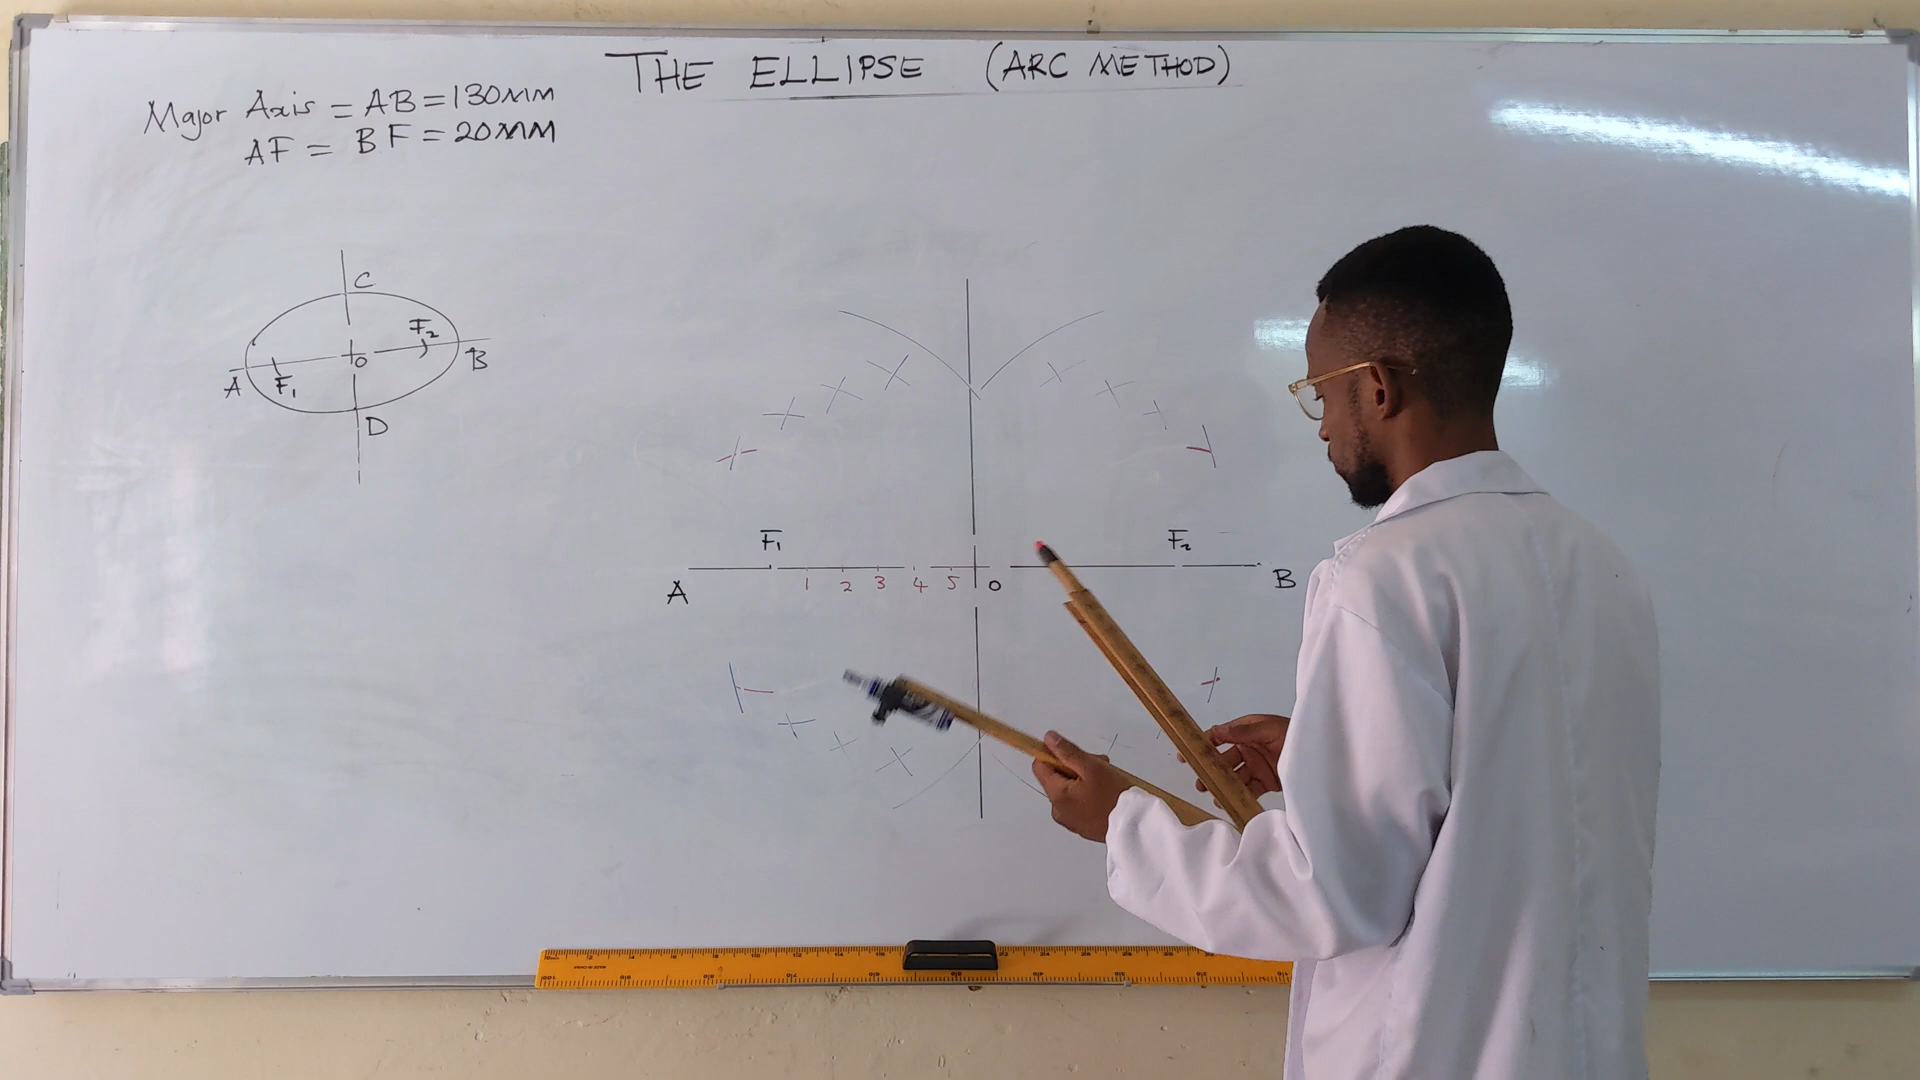 THE ELLIPSE (ARC METHOD)
Major Axis = AB = 130MM
AF = BF = 20MM
C
F2
O
B
A
F1
D
F1
F2
A
1 2 3 4 5
O
B